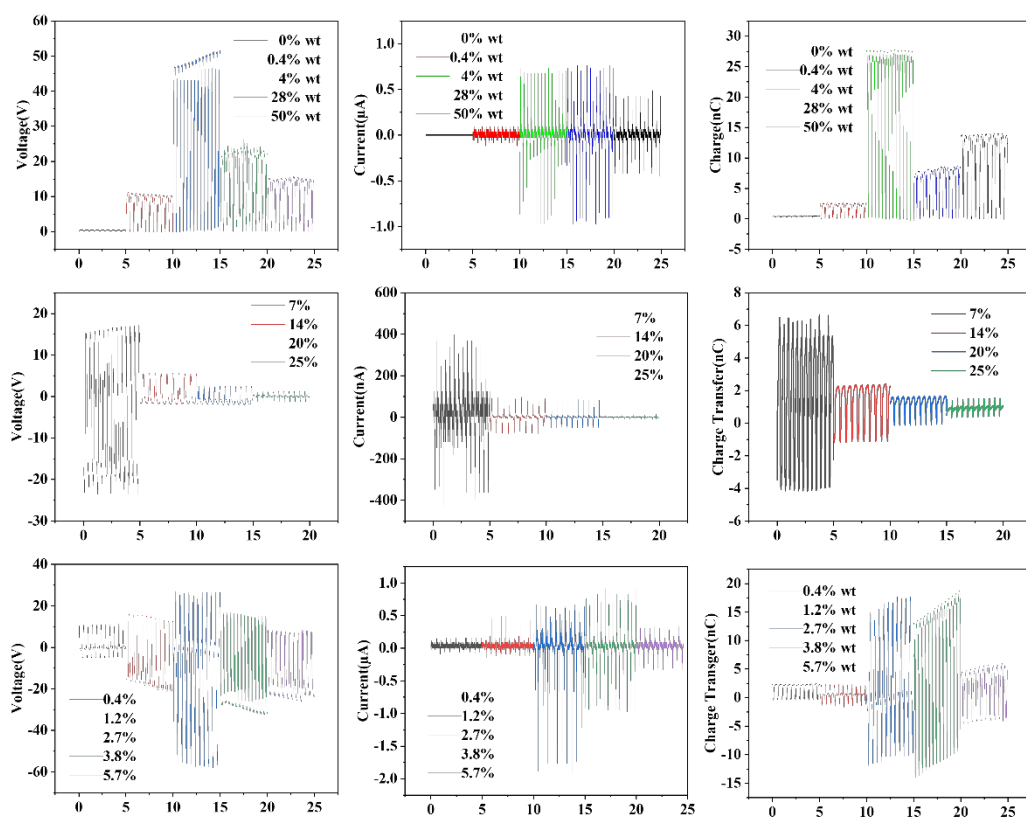 60
50
40
30
20
10
0
Voltage(V)
0% wt
0.4% wt
4% wt
28% wt
50% wt
0 5 10 15 20 25
1.0
0.5
0.0
-0.5
-1.0
Current(μA)
0% wt
0.4% wt
4% wt
28% wt
50% wt
0 5 10 15 20 25
30
25
20
15
10
5
0
-5
Charge(nC)
0% wt
0.4% wt
4% wt
28% wt
50% wt
0 5 10 15 20 25
20
10
0
-10
-20
-30
Voltage(V)
7%
14%
20%
25%
0 5 10 15 20
600
400
200
0
-200
-400
Current(nA)
7%
14%
20%
25%
0 5 10 15 20
8
6
4
2
0
-2
-4
-6
Charge Transfer(nC)
7%
14%
20%
25%
0 5 10 15 20
40
20
0
-20
-40
-60
Voltage(V)
0.4%
1.2%
2.7%
3.8%
5.7%
0 5 10 15 20 25
1.0
0.5
0.0
-0.5
-1.0
-1.5
-2.0
Current(μA)
0.4%
1.2%
2.7%
3.8%
5.7%
0 5 10 15 20 25
20
15
10
5
0
-5
-10
-15
Charge Transger(nC)
0.4% wt
1.2% wt
2.7% wt
3.8% wt
5.7% wt
0 5 10 15 20 25